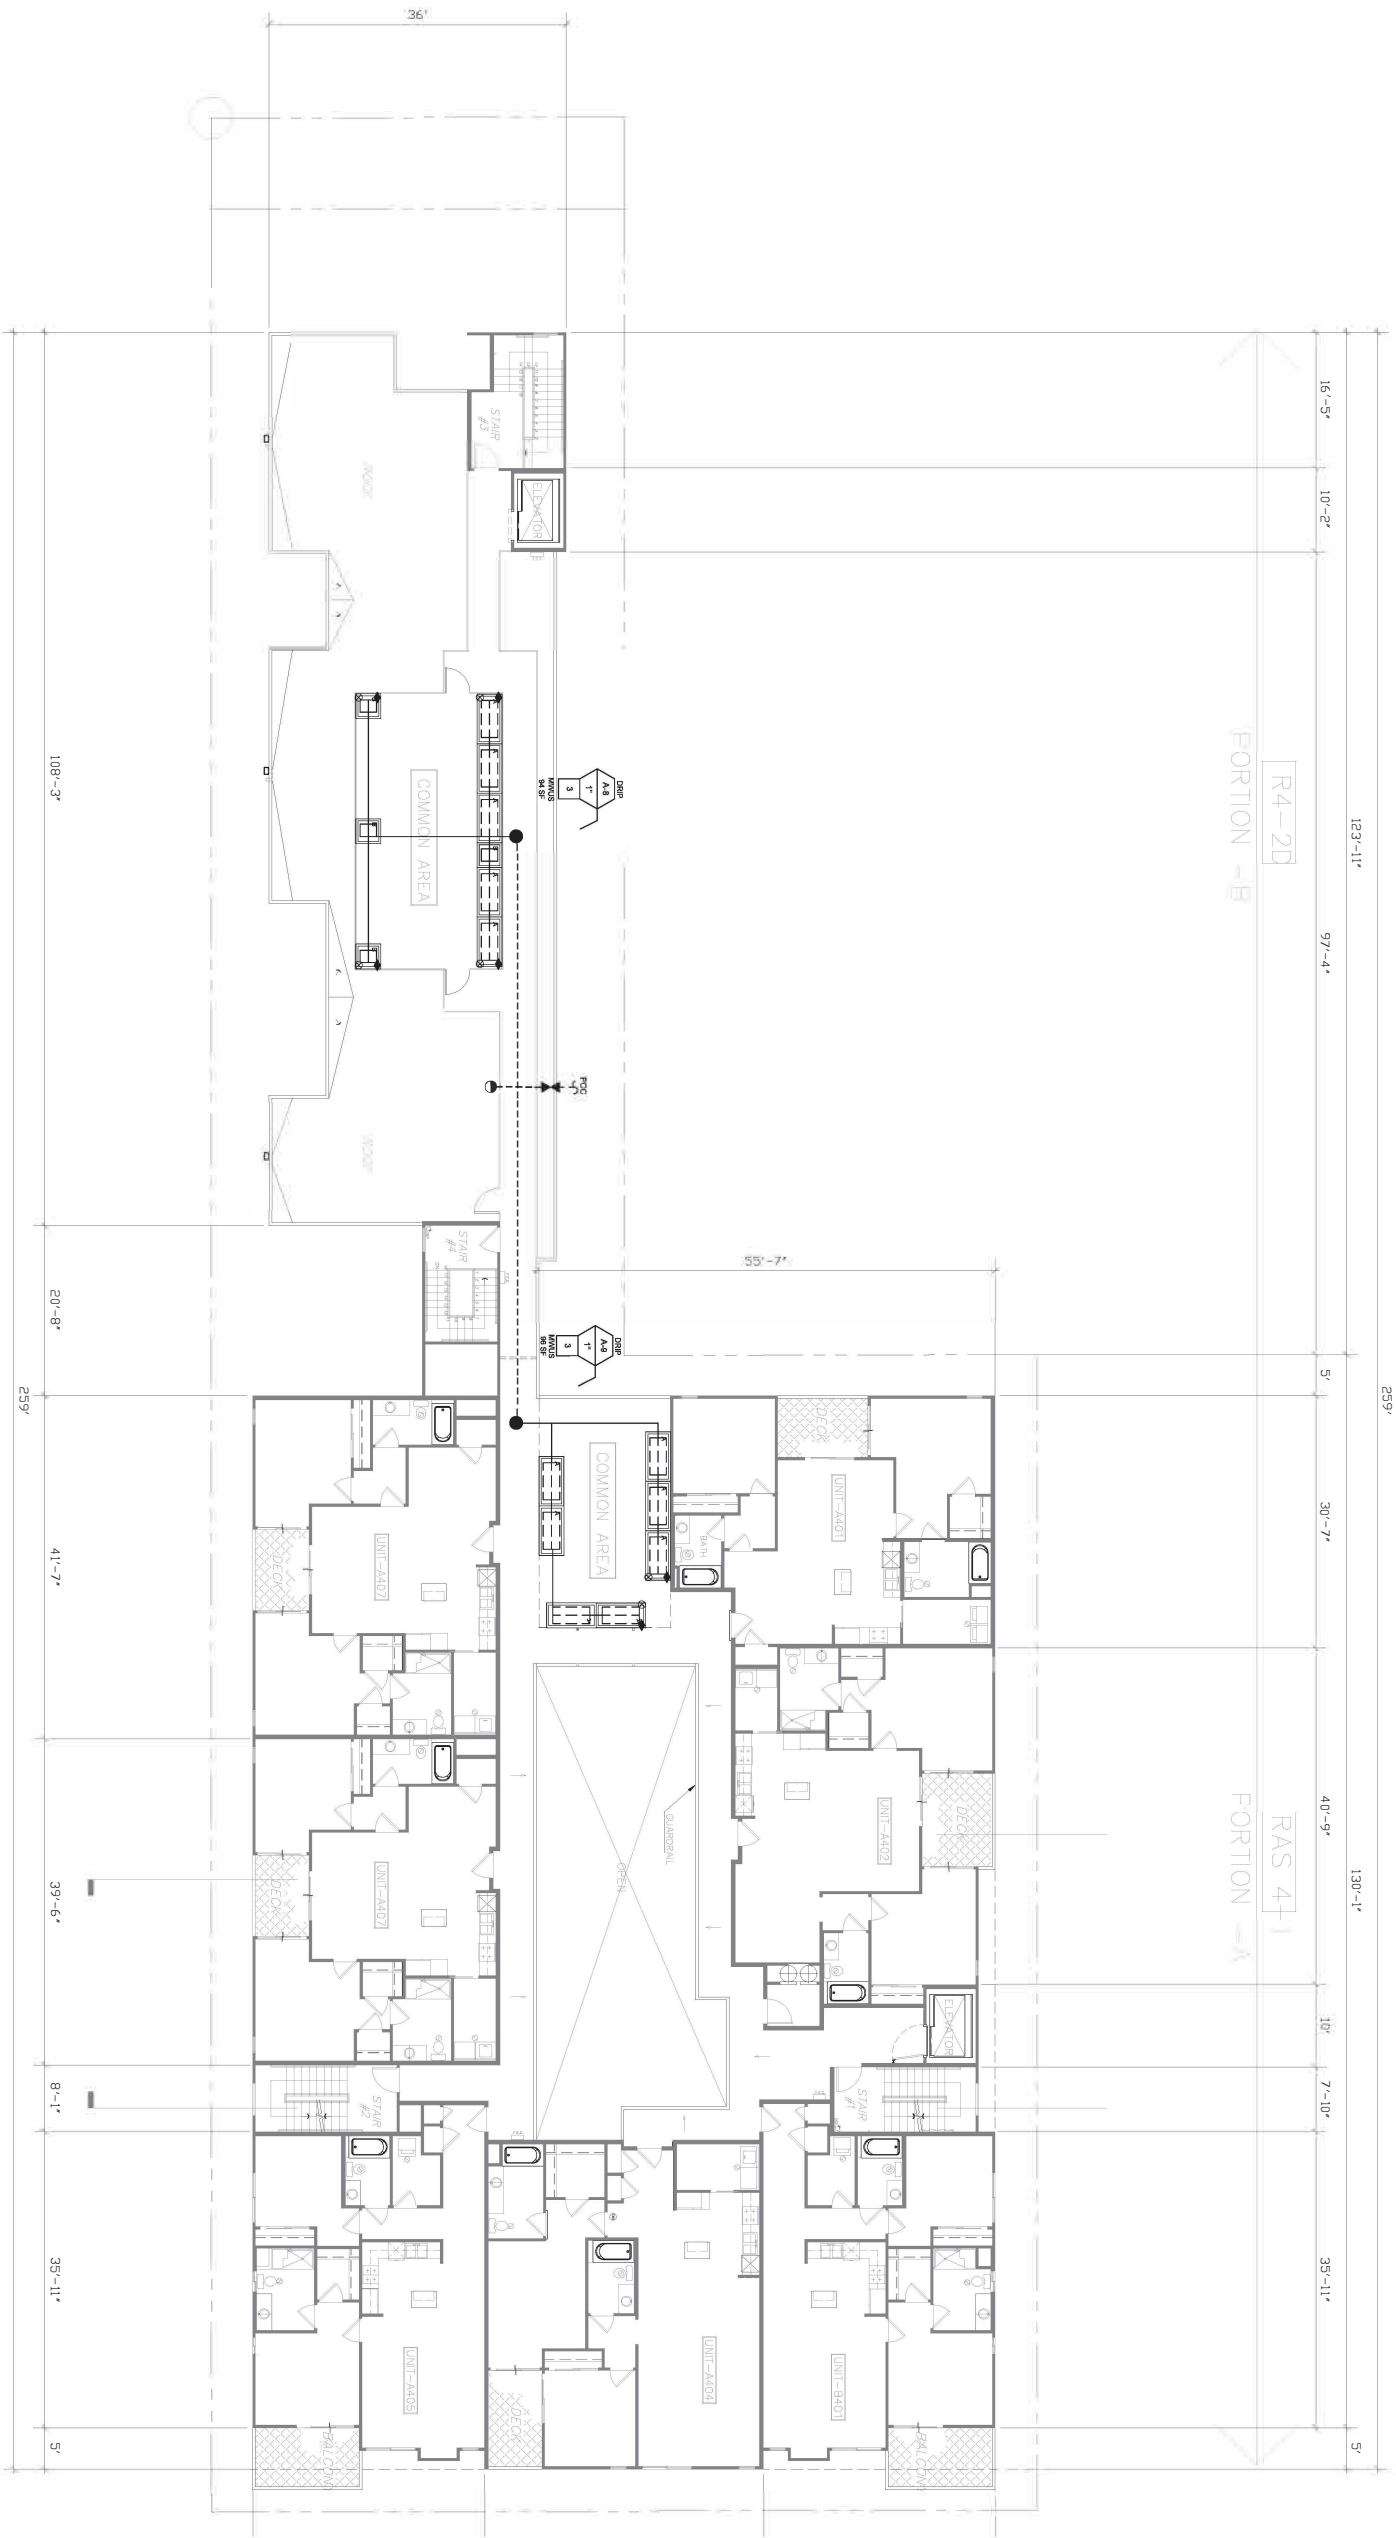 36'
259'
123'-11"
130'-1"
5'
16'-5"
10'-2"
97'-4"
5'
30'-7"
40'-9"
10'
7'-10"
35'-11"
R4-2D
PORTION -B
RAS 4+1
PORTION -A
STAIR
#3
ELEVATOR
ROOF
COMMON AREA
DRIP
A-8
1"
3
MWUS
94 SF
POC
ROOF
STAIR
#4
55'-7"
DRIP
A-9
1"
3
MWUS
96 SF
COMMON AREA
DECK
UNIT-A401
BATH
UNIT-A407
DECK
UNIT-A402
DECK
GUARDRAIL
OPEN
UNIT-A407
DECK
ELEVATOR
STAIR
#1
STAIR
#2
UNIT-A405
BALCONY
UNIT-A404
DECK
UNIT-B401
BALCONY
108'-3"
20'-8"
41'-7"
39'-6"
8'-1"
35'-11"
5'
259'